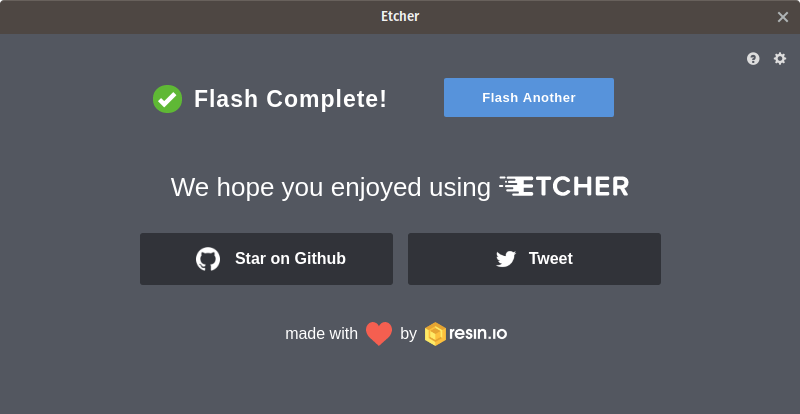 Etcher
Flash Complete!
Flash Another
We hope you enjoyed using ETCHER
Star on Github
Tweet
made with by resin.io